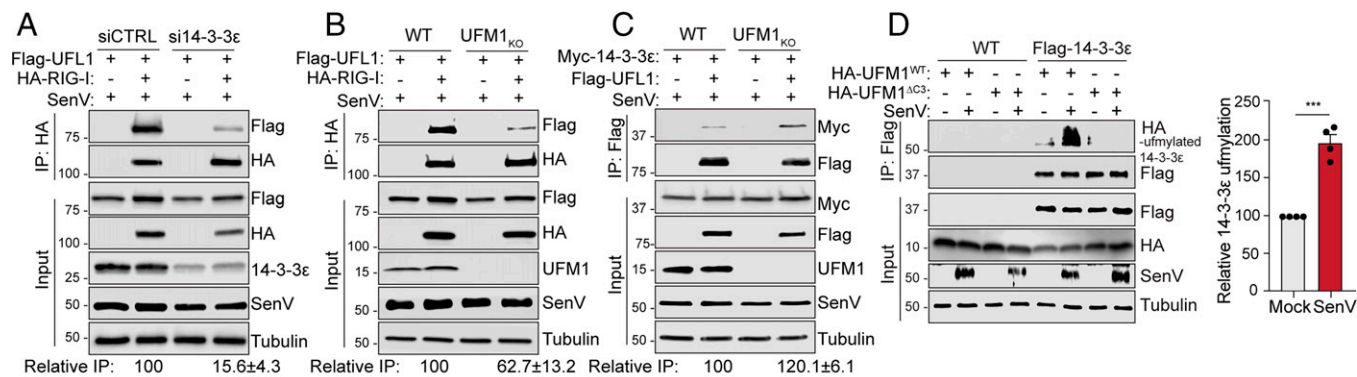 A
siCTRL si14-3-3ε
Flag-UFL1 + + + +
HA-RIG-I: - + - +
SenV: + + + +
IP: HA
75 - Flag
100 - HA
Input
75 - Flag
100 - HA
25 - 14-3-3ε
50 - SenV
50 - Tubulin
Relative IP: 100 15.6±4.3
B
WT UFM1KO
Flag-UFL1: + + + +
HA-RIG-I: - + - +
SenV: + + + +
IP: HA
75 - Flag
100 - HA
Input
75 - Flag
100 - HA
15 - UFM1
50 - SenV
50 - Tubulin
Relative IP: 100 62.7±13.2
C
WT UFM1KO
Myc-14-3-3ε: + + + +
Flag-UFL1: - + - +
SenV: + + + +
IP: Flag
37 - Myc
75 - Flag
Input
37 - Myc
75 - Flag
15 - UFM1
50 - SenV
50 - Tubulin
Relative IP: 100 120.1±6.1
D
WT Flag-14-3-3ε
HA-UFM1WT: + + - - + + - -
HA-UFM1ΔC3: - - + + - - + +
SenV: - + - + - + - +
IP: Flag
50 - HA
-ufmylated
14-3-3ε
37 - Flag
Input
37 - Flag
10 - HA
50 - SenV
50 - Tubulin
Relative 14-3-3ε ufmylation
250
200
150
100
50
0
***
Mock SenV